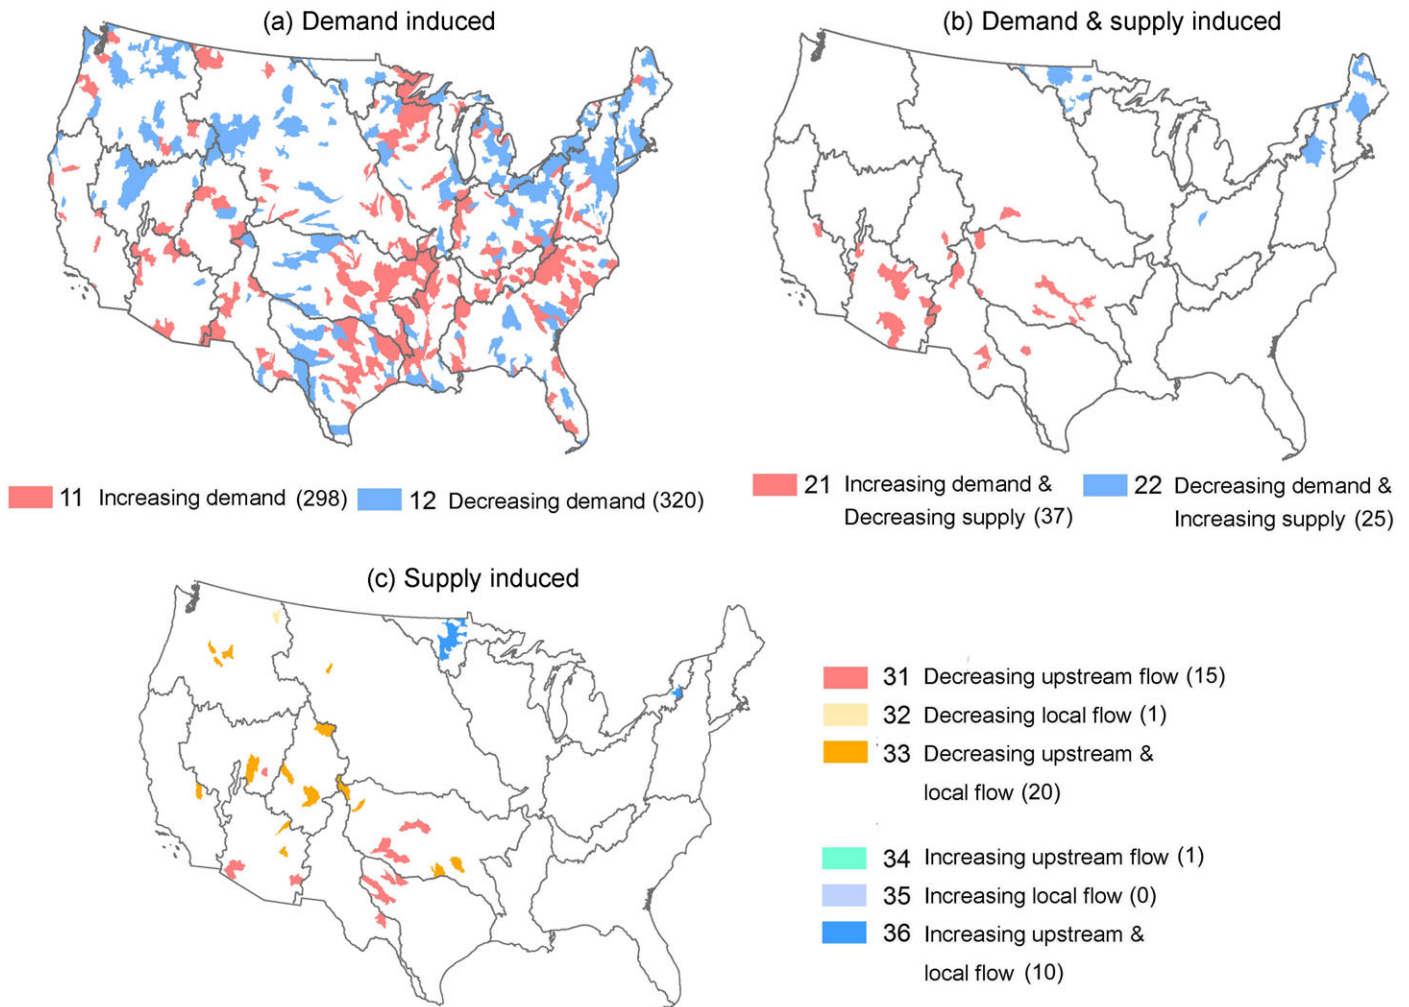 (a) Demand induced
(b) Demand & supply induced
11 Increasing demand (298)
12 Decreasing demand (320)
21 Increasing demand &
Decreasing supply (37)
22 Decreasing demand &
Increasing supply (25)
(c) Supply induced
31 Decreasing upstream flow (15)
32 Decreasing local flow (1)
33 Decreasing upstream &
local flow (20)
34 Increasing upstream flow (1)
35 Increasing local flow (0)
36 Increasing upstream &
local flow (10)